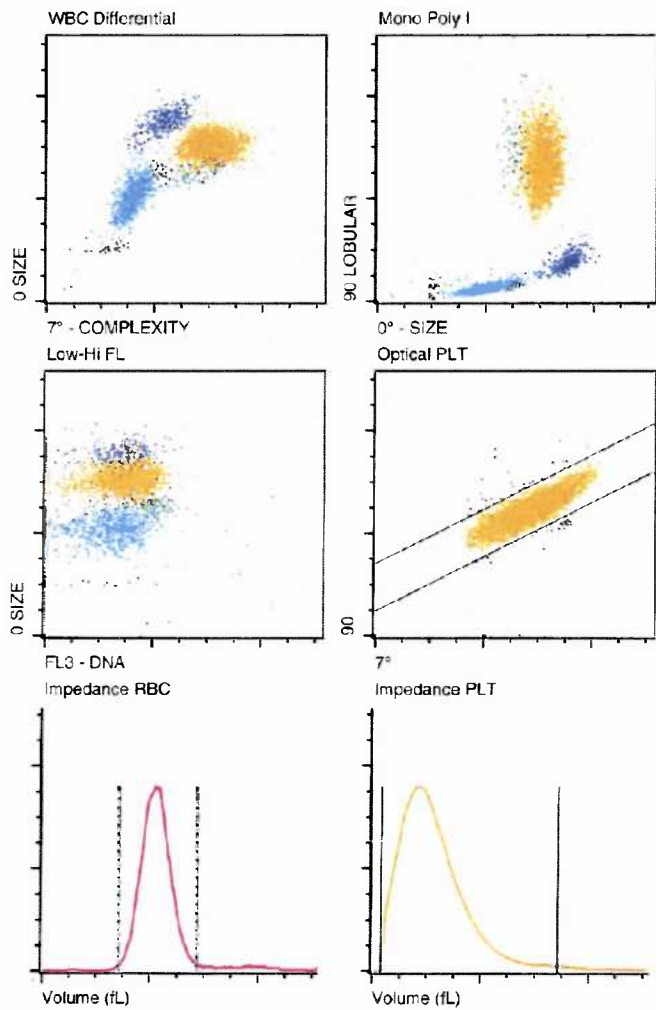 WBC Differential
0 SIZE
7° - COMPLEXITY
Mono Poly I
90 LOBULAR
0° - SIZE
Low-Hi FL
0 SIZE
FL3 - DNA
Optical PLT
90
7°
Impedance RBC
Volume (fL)
Impedance PLT
Volume (fL)